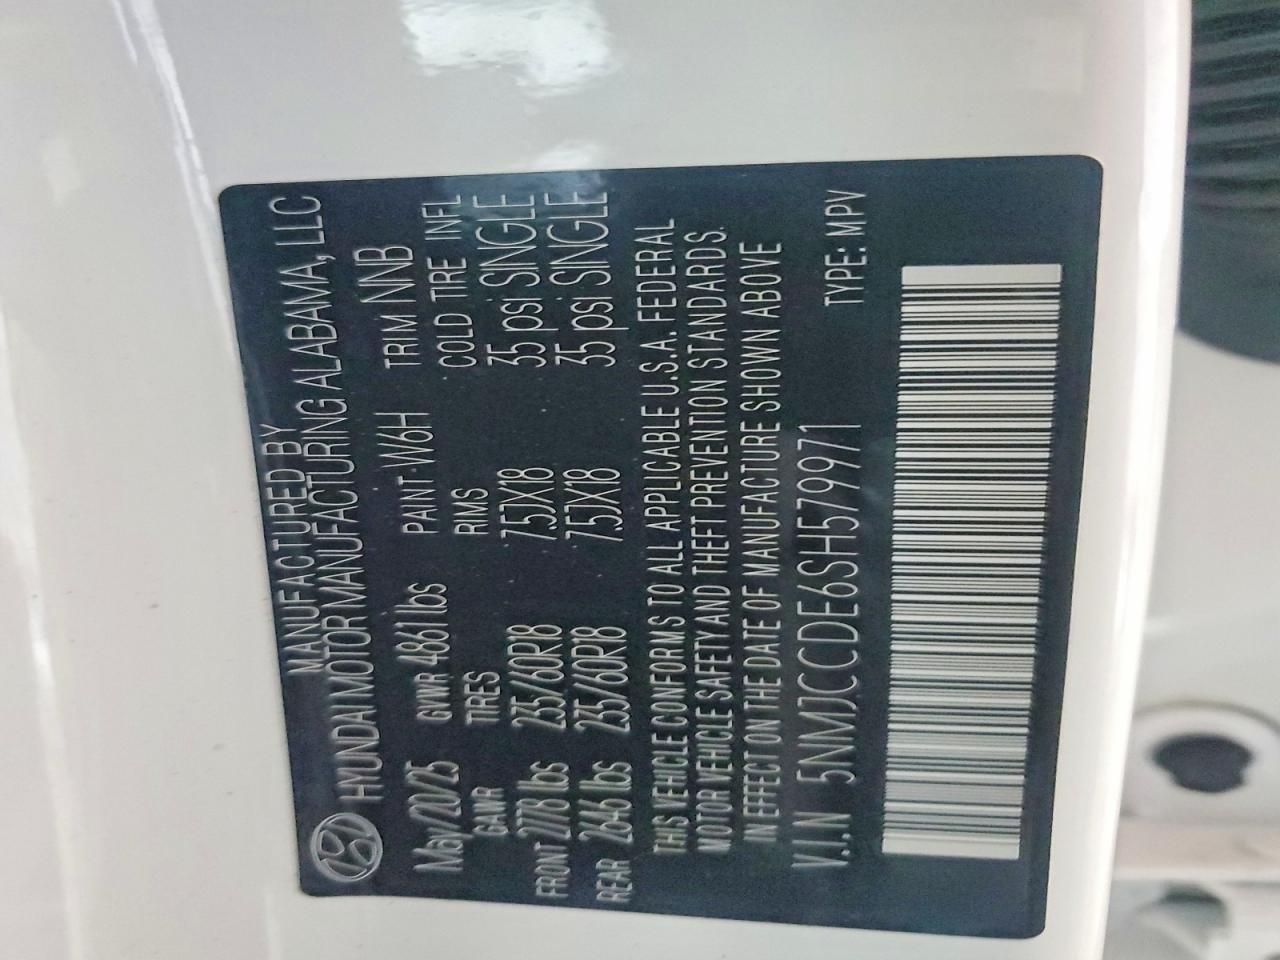 MANUFACTURED BY
HYUNDAI MOTOR MANUFACTURING ALABAMA, LLC
May/20/25 GVWR 4861 lbs PAINT W6H TRIM NNB
GAWR TIRES RIMS COLD TIRE INFL
FRONT 2778 lbs 235/60R18 7.5JX18 35 psi SINGLE
REAR 2646 lbs 235/60R18 7.5JX18 35 psi SINGLE
THIS VEHICLE CONFORMS TO ALL APPLICABLE U.S.A. FEDERAL
MOTOR VEHICLE SAFETY AND THEFT PREVENTION STANDARDS.
IN EFFECT ON THE DATE OF MANUFACTURE SHOWN ABOVE
V.I.N 5NMJCCDE6SH579971 TYPE: MPV